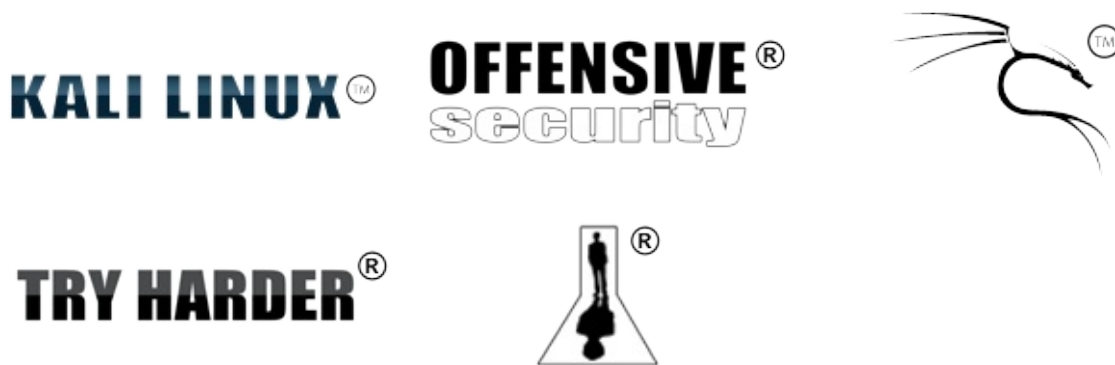 KALI LINUX™
OFFENSIVE®
security
TM
TRY HARDER®
®